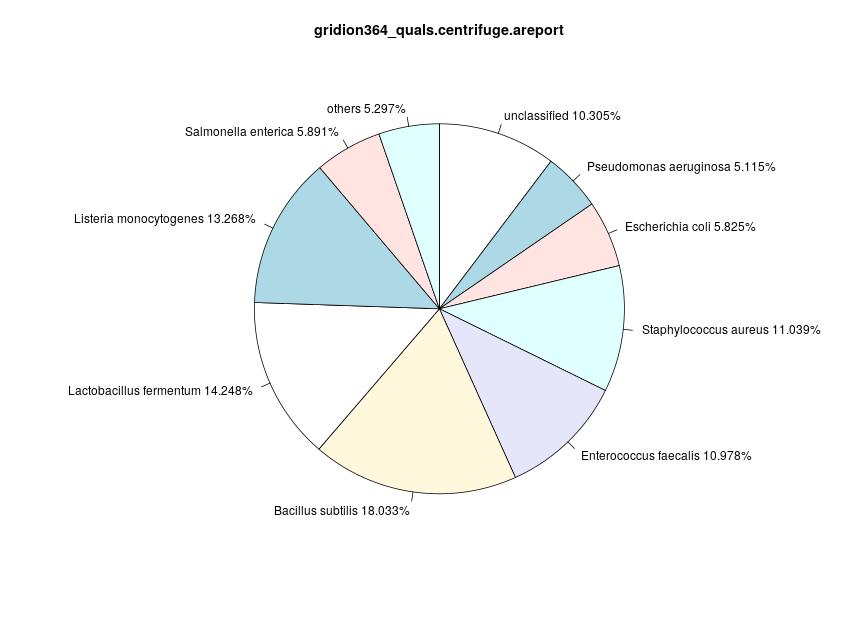 gridion364_quals.centrifuge.areport
others 5.297%
unclassified 10.305%
Salmonella enterica 5.891%
Pseudomonas aeruginosa 5.115%
Listeria monocytogenes 13.268%
Escherichia coli 5.825%
Staphylococcus aureus 11.039%
Lactobacillus fermentum 14.248%
Enterococcus faecalis 10.978%
Bacillus subtilis 18.033%